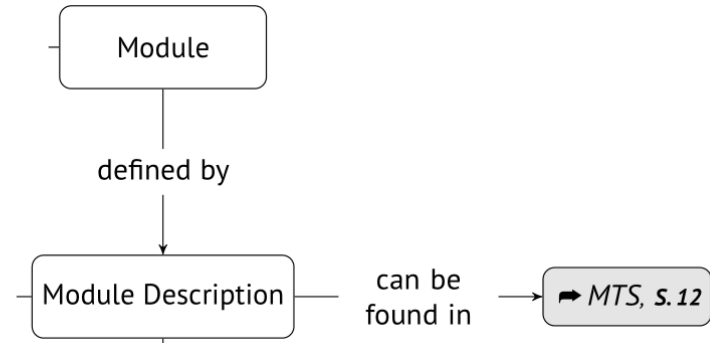 Module
defined by
Module Description
can be
found in
➦ MTS, S. 12